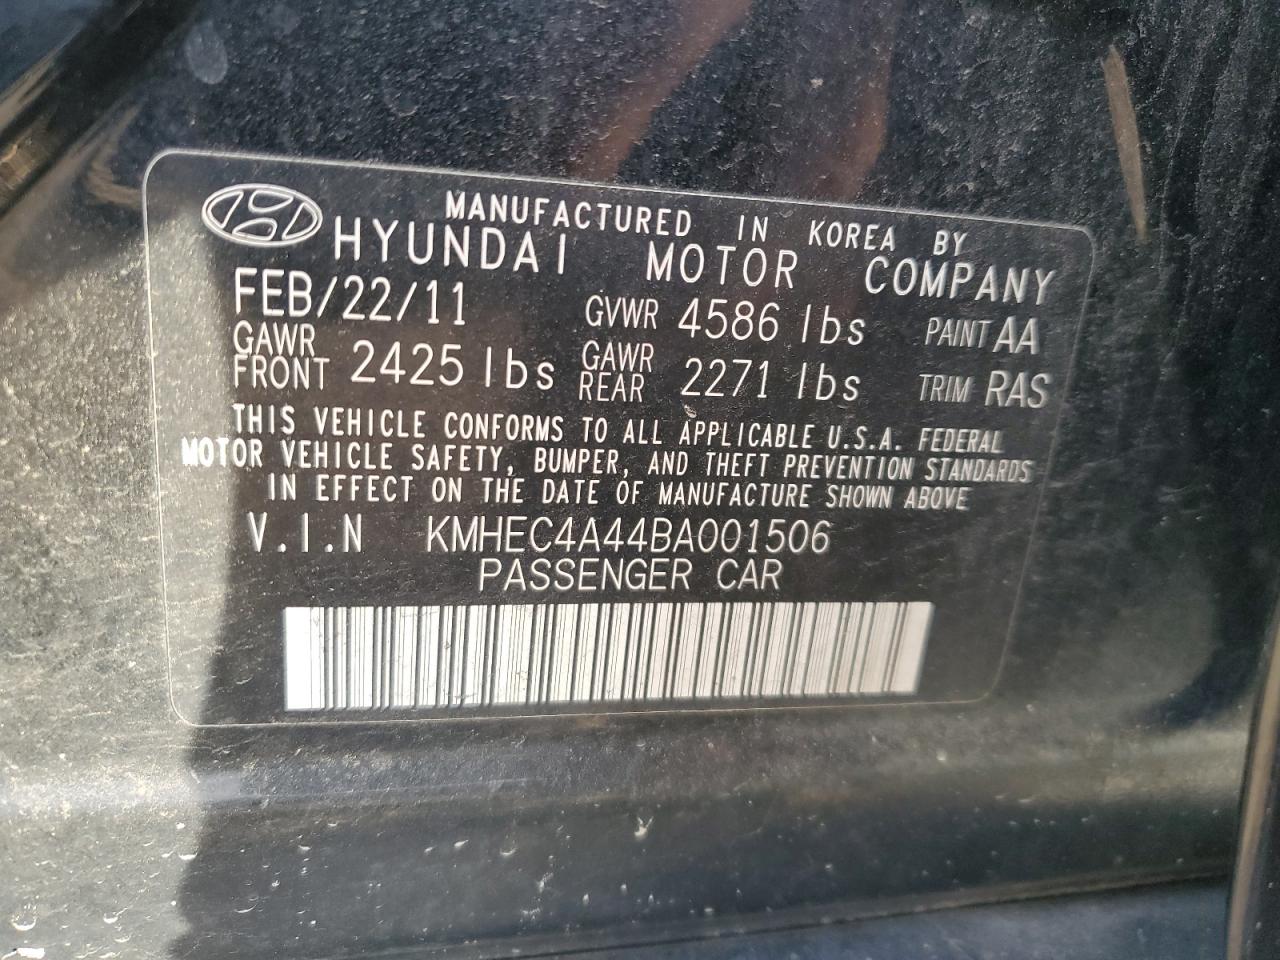 MANUFACTURED IN KOREA BY
HYUNDAI MOTOR COMPANY
FEB/22/11 GVWR 4586 lbs PAINT AA
GAWR FRONT 2425 lbs GAWR REAR 2271 lbs TRIM RAS
THIS VEHICLE CONFORMS TO ALL APPLICABLE U.S.A. FEDERAL
MOTOR VEHICLE SAFETY, BUMPER, AND THEFT PREVENTION STANDARDS
IN EFFECT ON THE DATE OF MANUFACTURE SHOWN ABOVE
V.I.N KMHEC4A44BA001506
PASSENGER CAR